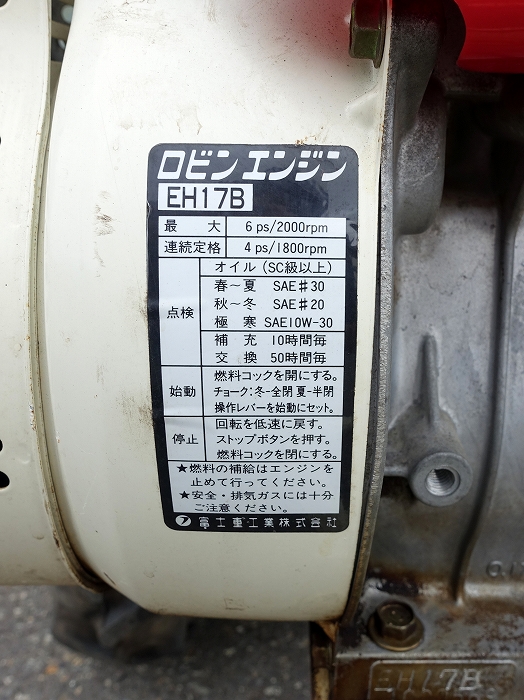 ロビンエンジン
EH17B
最大 6ps/2000rpm
連続定格 4ps/1800rpm
点検
オイル(SC級以上)
春~夏 SAE♯30
秋~冬 SAE♯20
極寒 SAE10W-30
補充 10時間毎
交換 50時間毎
始動
燃料コックを開にする。
チョーク:冬-全閉 夏-半閉
操作レバーを始動にセット。
停止
回転を低速に戻す。
ストップボタンを押す。
燃料コックを閉にする。
★燃料の補給はエンジンを
止めて行ってください。
★安全・排気ガスには十分
ご注意ください。
富士重工業株式会社
EH17B